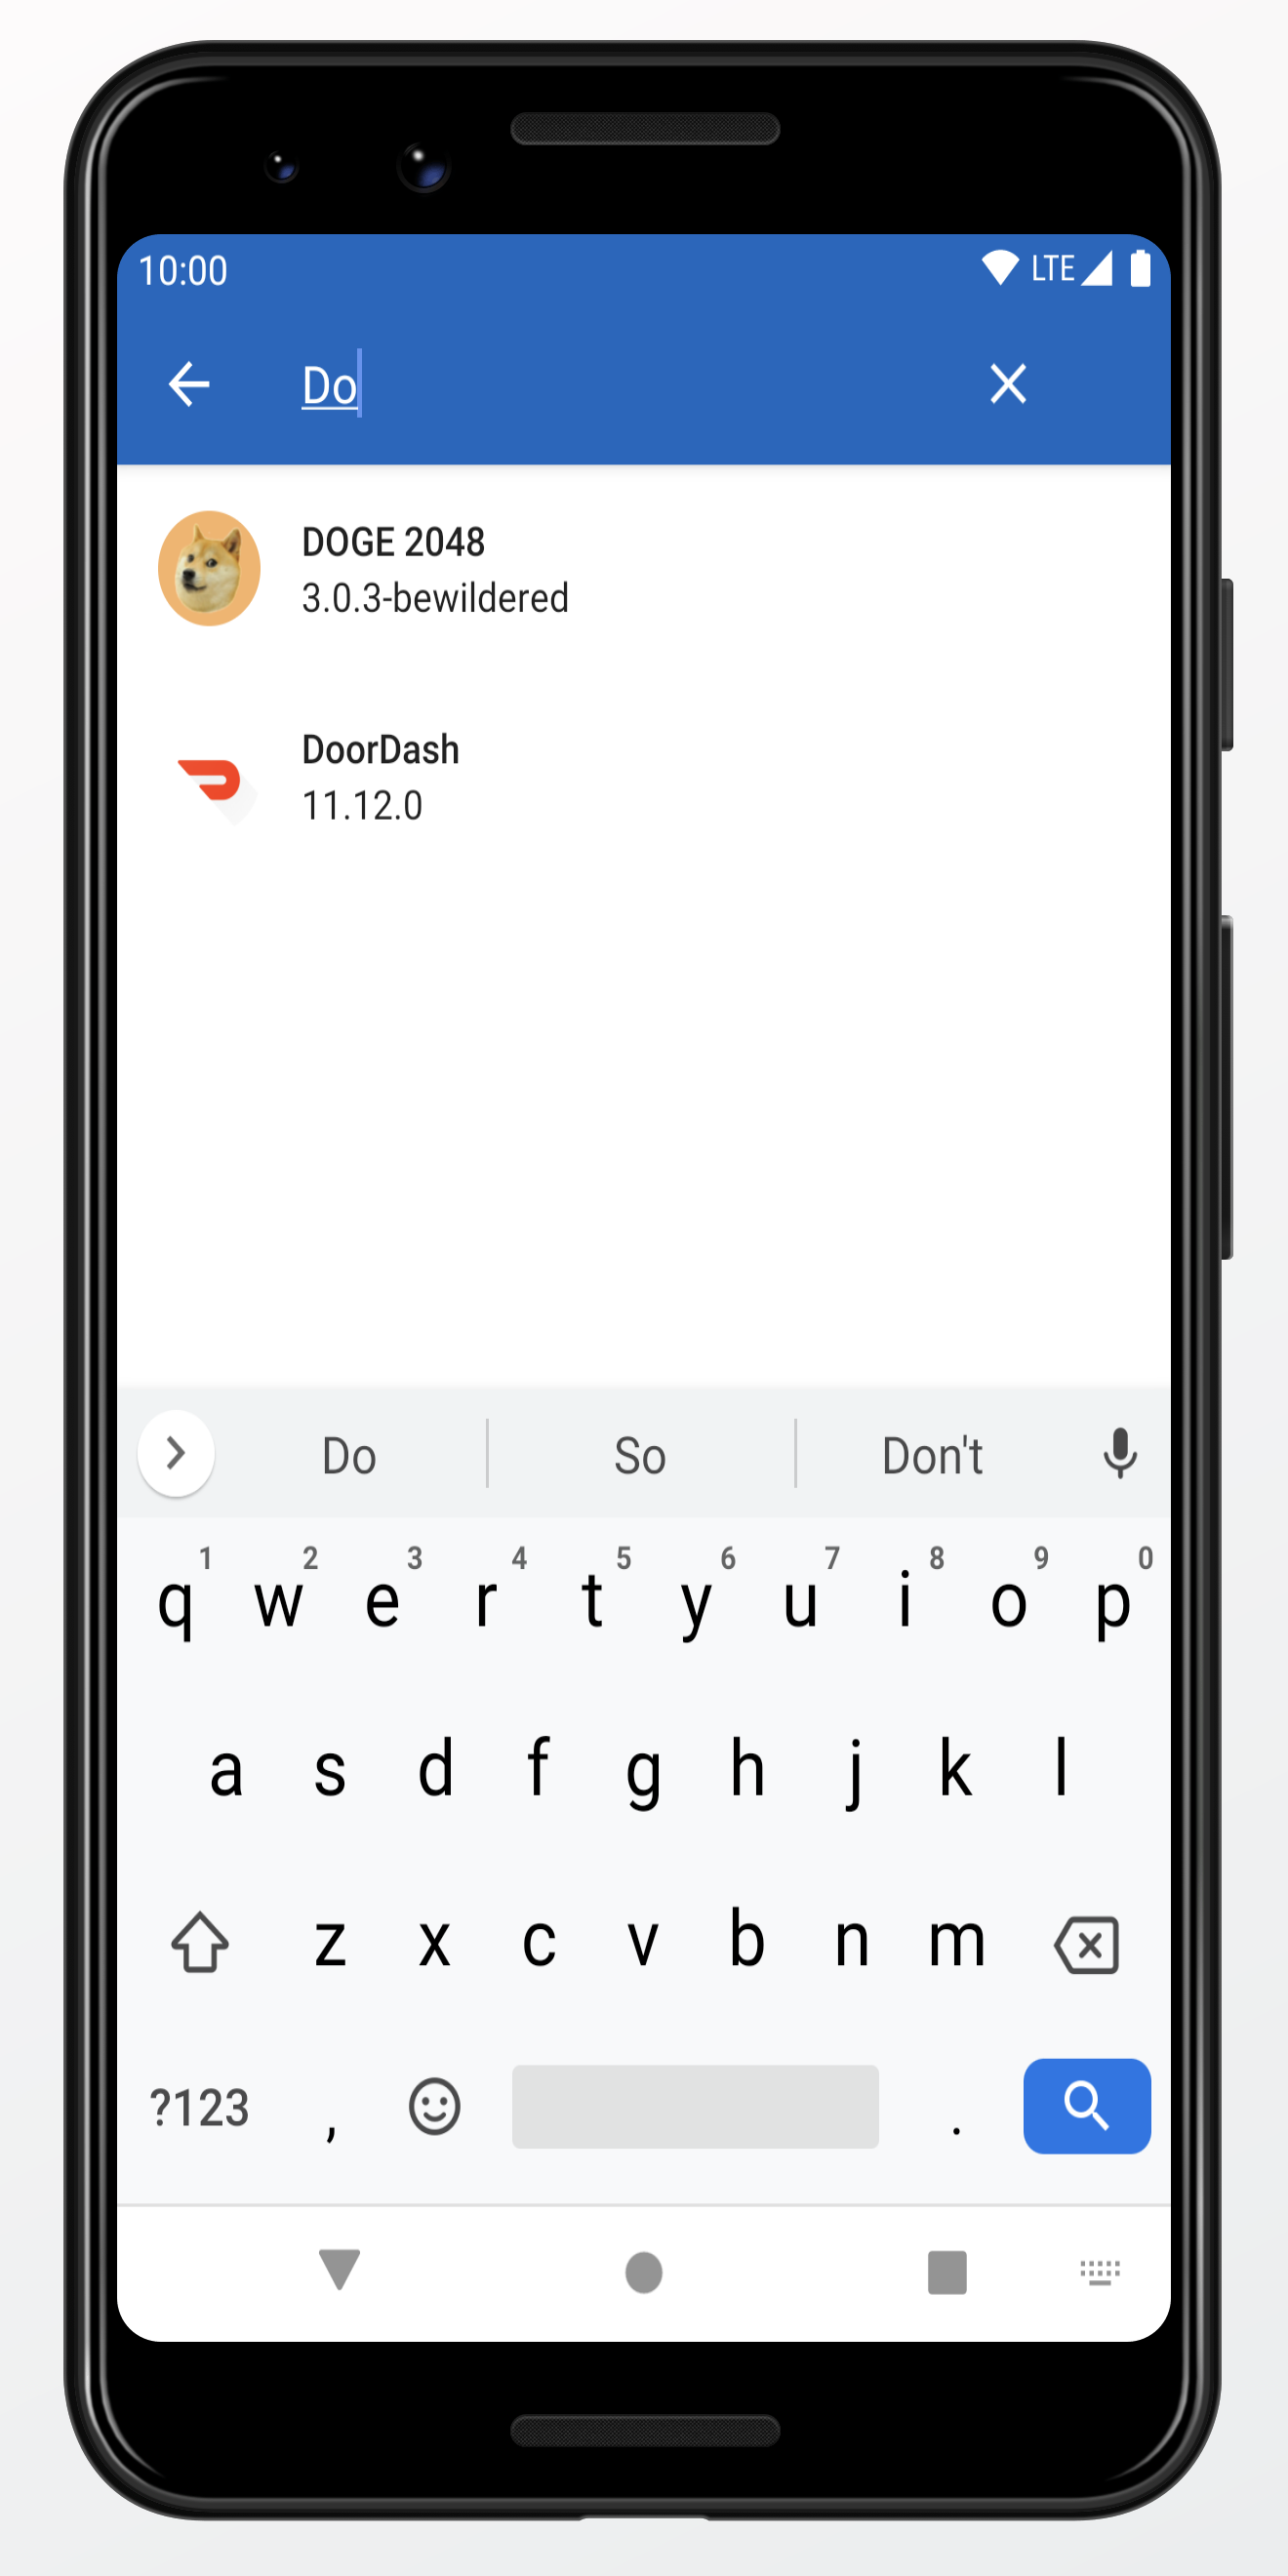 10:00 LTE
Do
DOGE 2048
3.0.3-bewildered
DoorDash
11.12.0
Do So Don't
1 2 3 4 5 6 7 8 9 0
q w e r t y u i o p
a s d f g h j k l
z x c v b n m
?123 , .